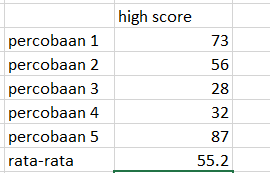 high score
percobaan 1 73
percobaan 2 56
percobaan 3 28
percobaan 4 32
percobaan 5 87
rata-rata 55.2